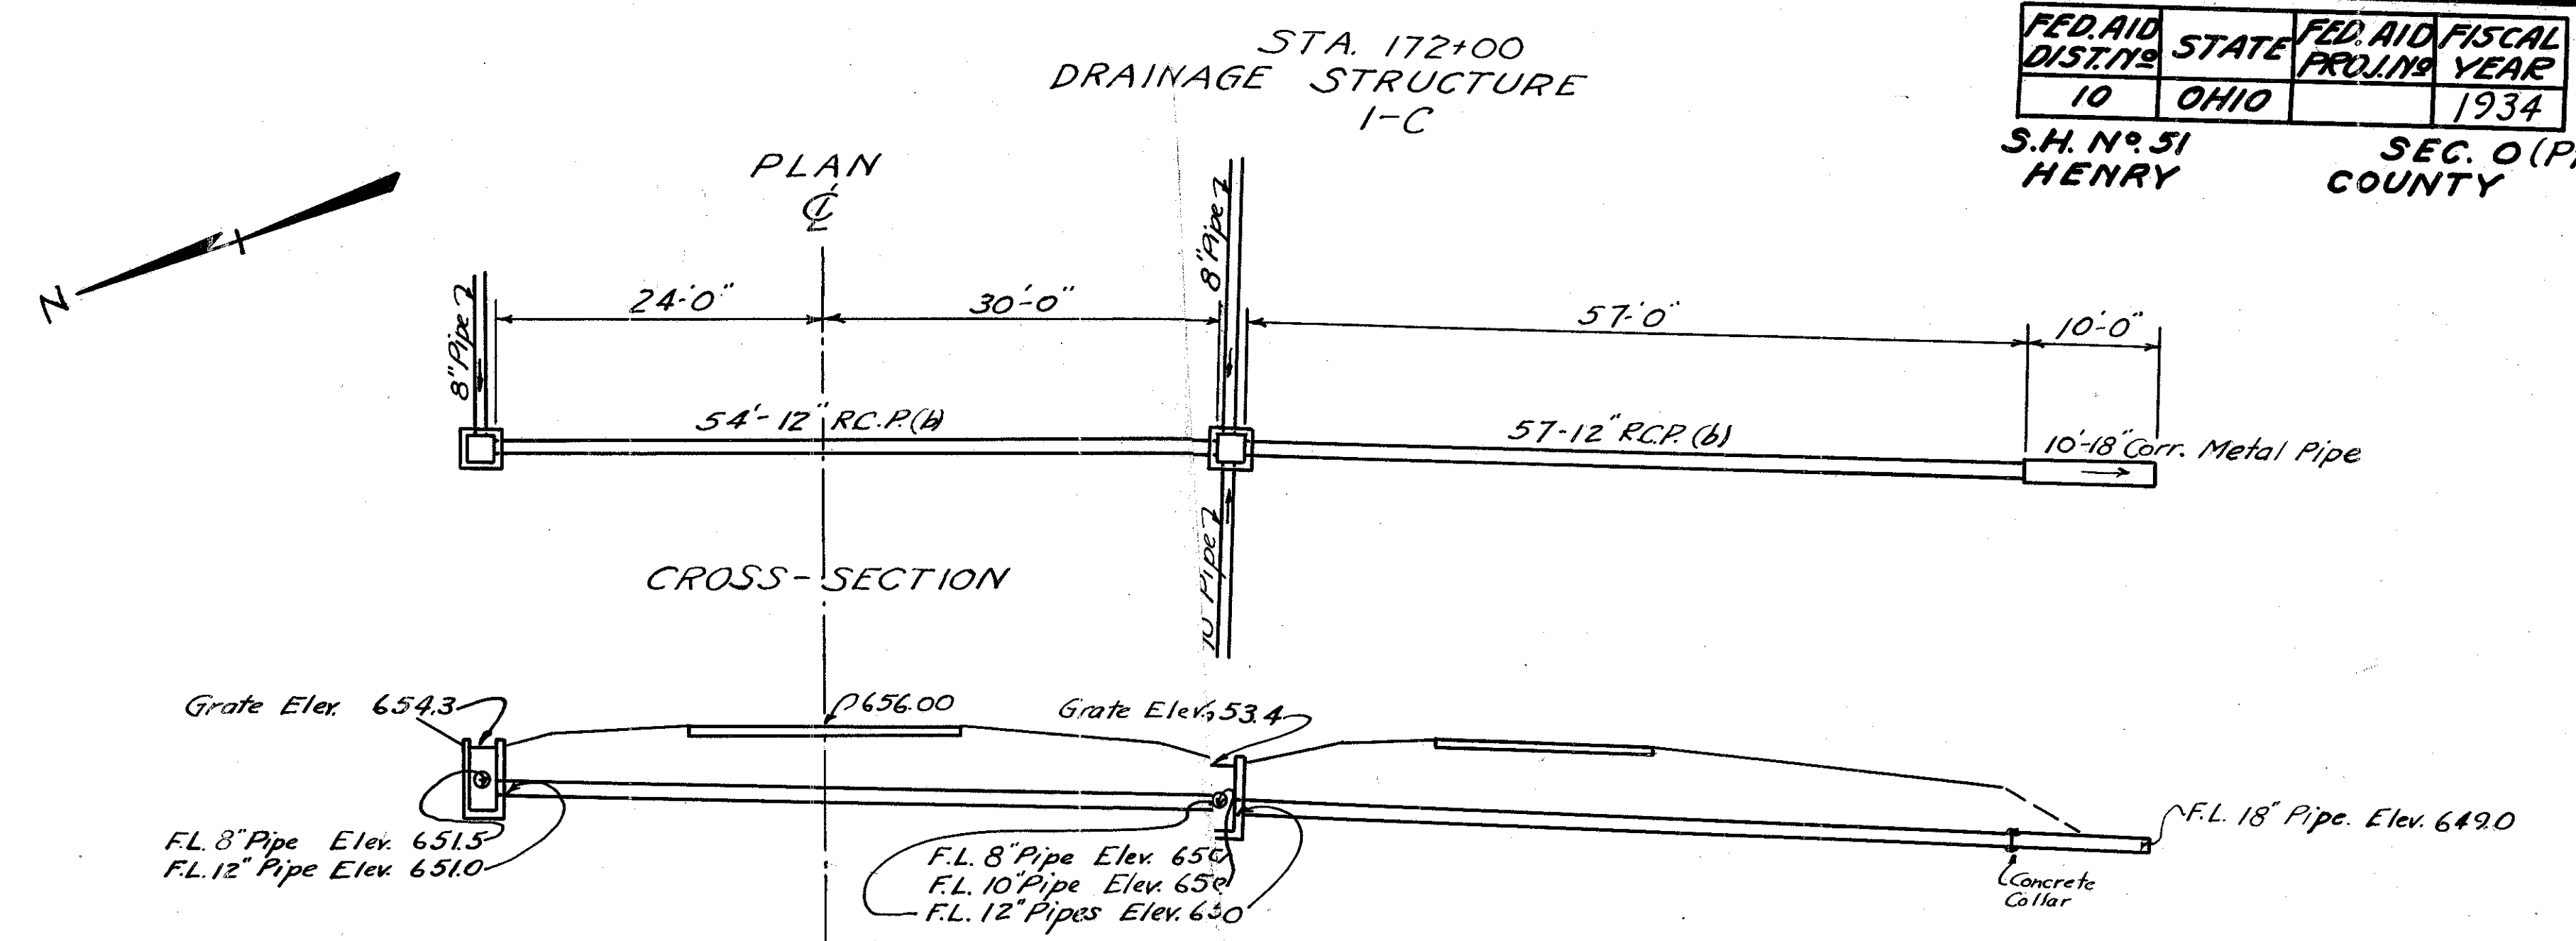 STA. 172+00
DRAINAGE STRUCTURE
1-C
FED. AID DIST. Nº STATE FED. AID PROJ. Nº FISCAL YEAR
10 OHIO 1934
S.H. Nº. 51 SEC. O (P
HENRY COUNTY
PLAN
℄
N
24'-0" 30'-0" 57'-0" 10'-0"
8" Pipe
8" Pipe
54'-12" R.C.P. (b)
57-12" R.C.P. (b)
10'-18" Corr. Metal Pipe
10" Pipe
CROSS-SECTION
Grate Elev. 654.3
656.00
Grate Elev. 53.4
F.L. 8" Pipe Elev. 651.5
F.L. 12" Pipe Elev. 651.0
F.L. 8" Pipe Elev.
F.L. 10" Pipe Elev.
F.L. 12" Pipes Elev.
F.L. 18" Pipe. Elev. 649.0
Concrete
Collar